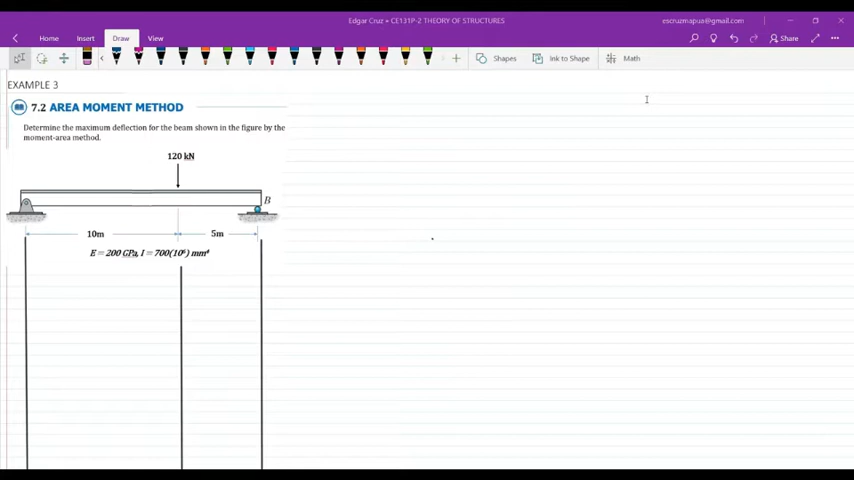 Edgar Cruz » CE131P-2 THEORY OF STRUCTURES
escruzmapua@gmail.com
Home Insert Draw View
Share
Shapes Ink to Shape Math
EXAMPLE 3
7.2 AREA MOMENT METHOD
Determine the maximum deflection for the beam shown in the figure by the
moment-area method.
120 kN
B
10m 5m
E = 200 GPa, I = 700(10⁶) mm⁴